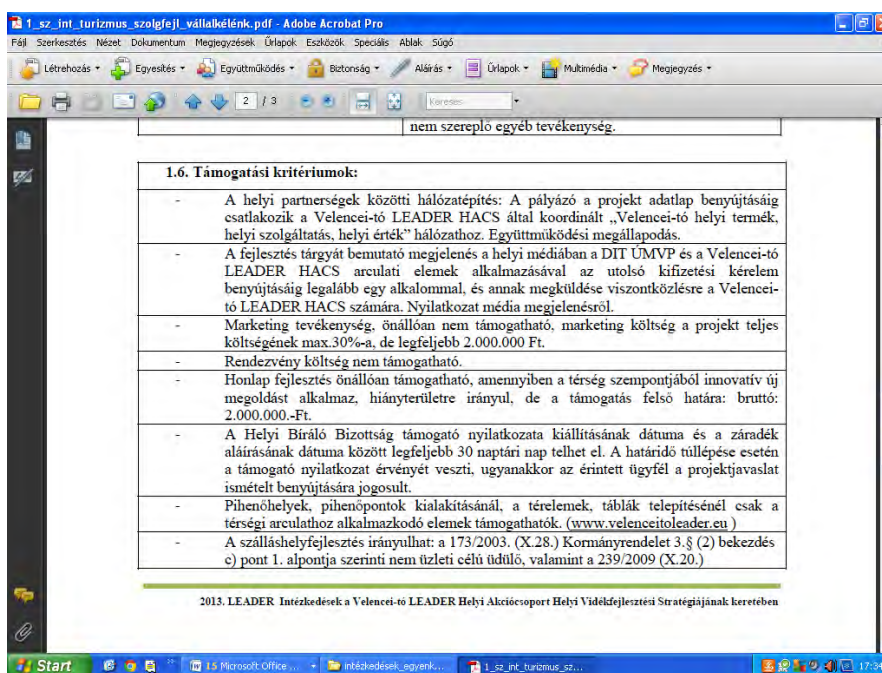 1_sz_int_turizmus_szolgfejl_vállalkélénk.pdf - Adobe Acrobat Pro
Fájl Szerkesztés Nézet Dokumentum Megjegyzések Űrlapok Eszközök Speciális Ablak Súgó
Létrehozás Egyesítés Együttműködés Biztonság Aláírás Űrlapok Multimédia Megjegyzés
2 / 3 Keresés
nem szereplő egyéb tevékenység.
1.6. Támogatási kritériumok:
- A helyi partnerségek közötti hálózatépítés: A pályázó a projekt adatlap benyújtásáig
csatlakozik a Velencei-tó LEADER HACS által koordinált „Velencei-tó helyi termék,
helyi szolgáltatás, helyi érték” hálózathoz. Együttműködési megállapodás.
- A fejlesztés tárgyát bemutató megjelenés a helyi médiában a DIT ÚMVP és a Velencei-tó
LEADER HACS arculati elemek alkalmazásával az utolsó kifizetési kérelem
benyújtásáig legalább egy alkalommal, és annak megküldése viszontközlésre a Velencei-
tó LEADER HACS számára. Nyilatkozat média megjelenésről.
- Marketing tevékenység, önállóan nem támogatható, marketing költség a projekt teljes
költségének max.30%-a, de legfeljebb 2.000.000 Ft.
- Rendezvény költség nem támogatható.
- Honlap fejlesztés önállóan támogatható, amennyiben a térség szempontjából innovatív új
megoldást alkalmaz, hiányterületre irányul, de a támogatás felső határa: bruttó:
2.000.000.-Ft.
- A Helyi Bíráló Bizottság támogató nyilatkozata kiállításának dátuma és a záradék
aláírásának dátuma között legfeljebb 30 naptári nap telhet el. A határidő túllépése esetén
a támogató nyilatkozat érvényét veszti, ugyanakkor az érintett ügyfél a projektjavaslat
ismételt benyújtására jogosult.
- Pihenőhelyek, pihenőpontok kialakításánál, a térelemek, táblák telepítésénél csak a
térségi arculathoz alkalmazkodó elemek támogathatók. (www.velenceitoleader.eu )
- A szálláshelyfejlesztés irányulhat: a 173/2003. (X.28.) Kormányrendelet 3.§ (2) bekezdés
c) pont 1. alpontja szerinti nem üzleti célú üdülő, valamint a 239/2009 (X.20.)
2013. LEADER Intézkedések a Velencei-tó LEADER Helyi Akciócsoport Helyi Vidékfejlesztési Stratégiájának keretében
Start 15 Microsoft Office ... intézkedések_egyenk... 1_sz_int_turizmus_sz... 17:34